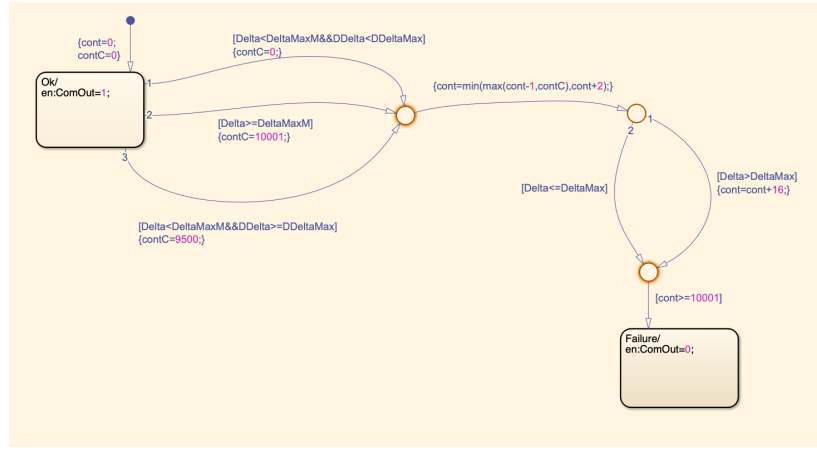 {cont=0;
contC=0}
[Delta<DeltaMaxM&&DDelta<DDeltaMax]
{contC=0;}
Ok/
en:ComOut=1;
1
2
3
[Delta>=DeltaMaxM]
{contC=10001;}
[Delta<DeltaMaxM&&DDelta>=DDeltaMax]
{contC=9500;}
{cont=min(max(cont-1,contC),cont+2);}
1
2
[Delta<=DeltaMax]
[Delta>DeltaMax]
{cont=cont+16;}
[cont>=10001]
Failure/
en:ComOut=0;